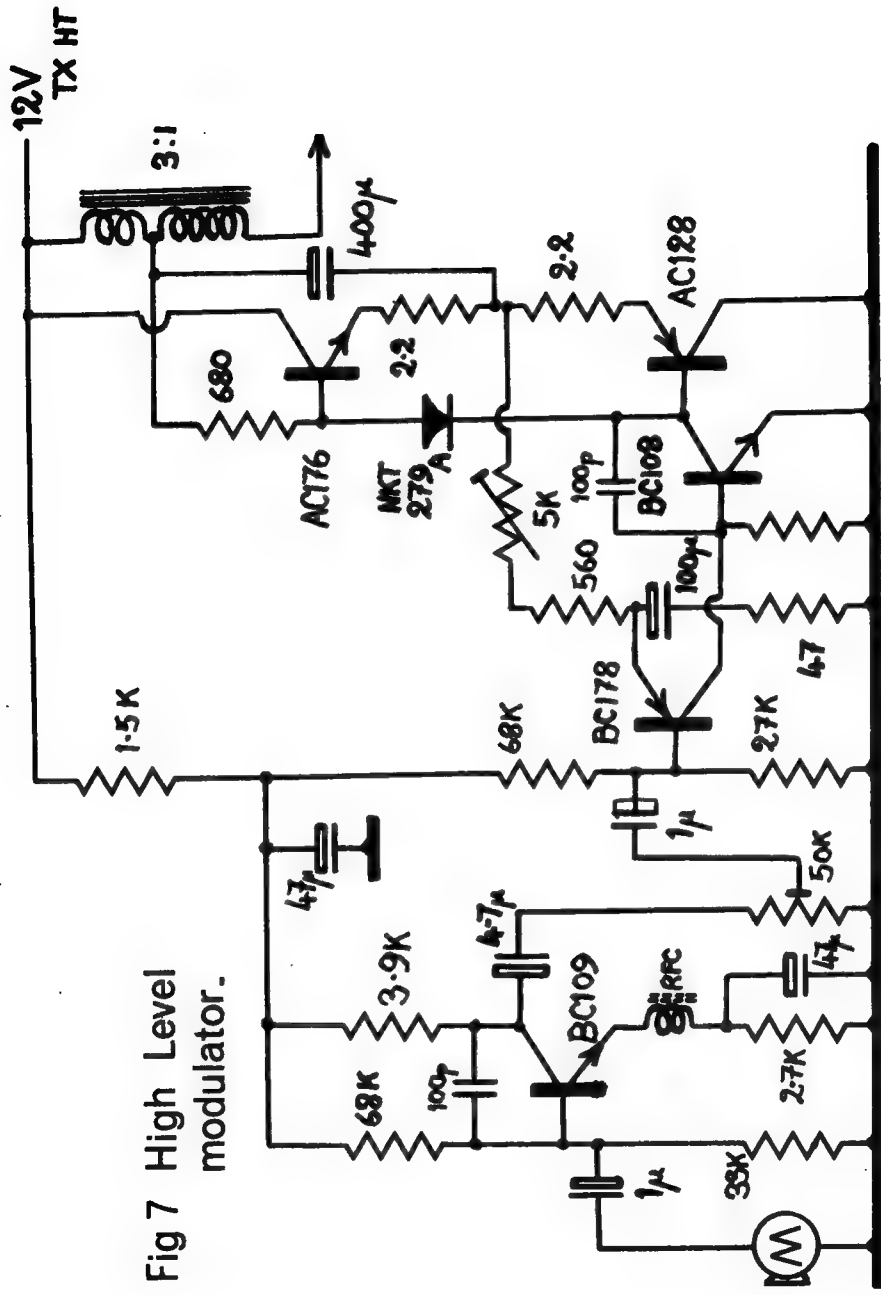 12V
TX HT
3:1
1.5K
680
400µ
47µ
Fig 7 High Level
modulator.
AC176
2.2
3.9K
68K
NKT
279
A
100p
4.7µ
68K
5K
2.2
560
100p
BC109
BC178
BC108
AC128
100µ
1µ
1µ
RFC
33K
2.7K
47µ
50K
27K
47